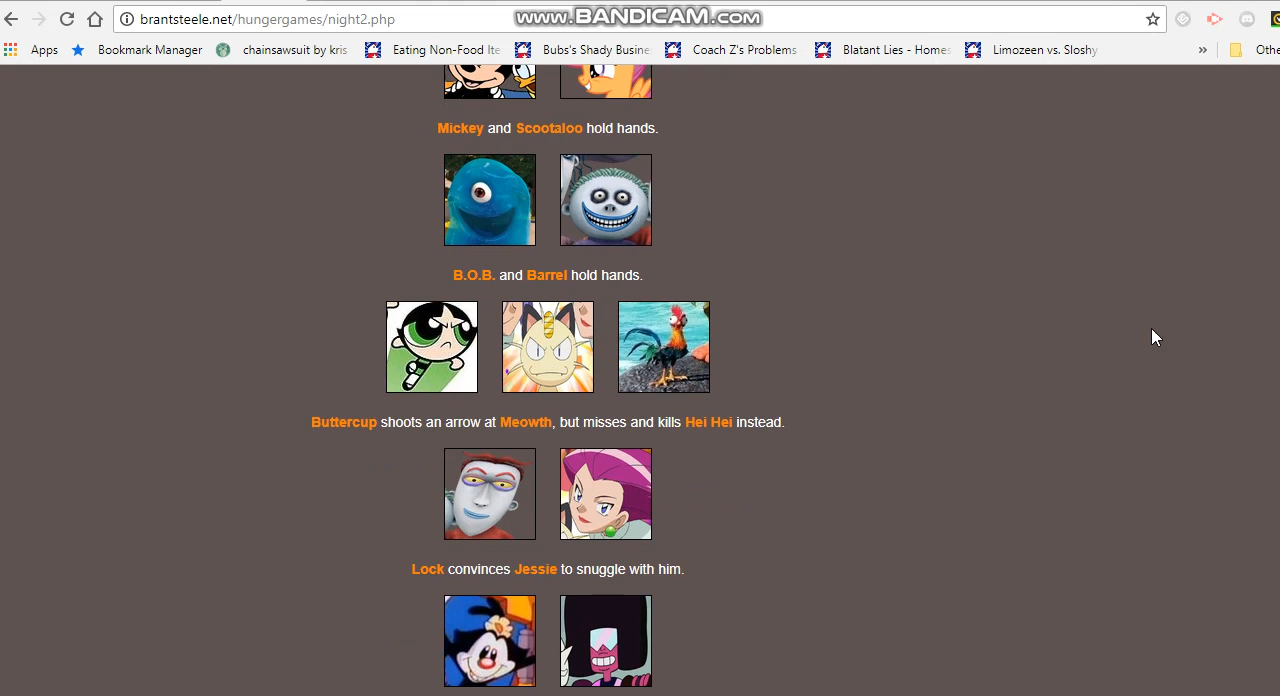 brantsteele.net/hungergames/night2.php
www.BANDICAM.com
Apps Bookmark Manager chainsawsuit by kris Eating Non-Food Ite Bubs's Shady Busine Coach Z's Problems Blatant Lies - Homes Limozeen vs. Sloshy » Othe
Mickey and Scootaloo hold hands.
B.O.B. and Barrel hold hands.
Buttercup shoots an arrow at Meowth, but misses and kills Hei Hei instead.
Lock convinces Jessie to snuggle with him.